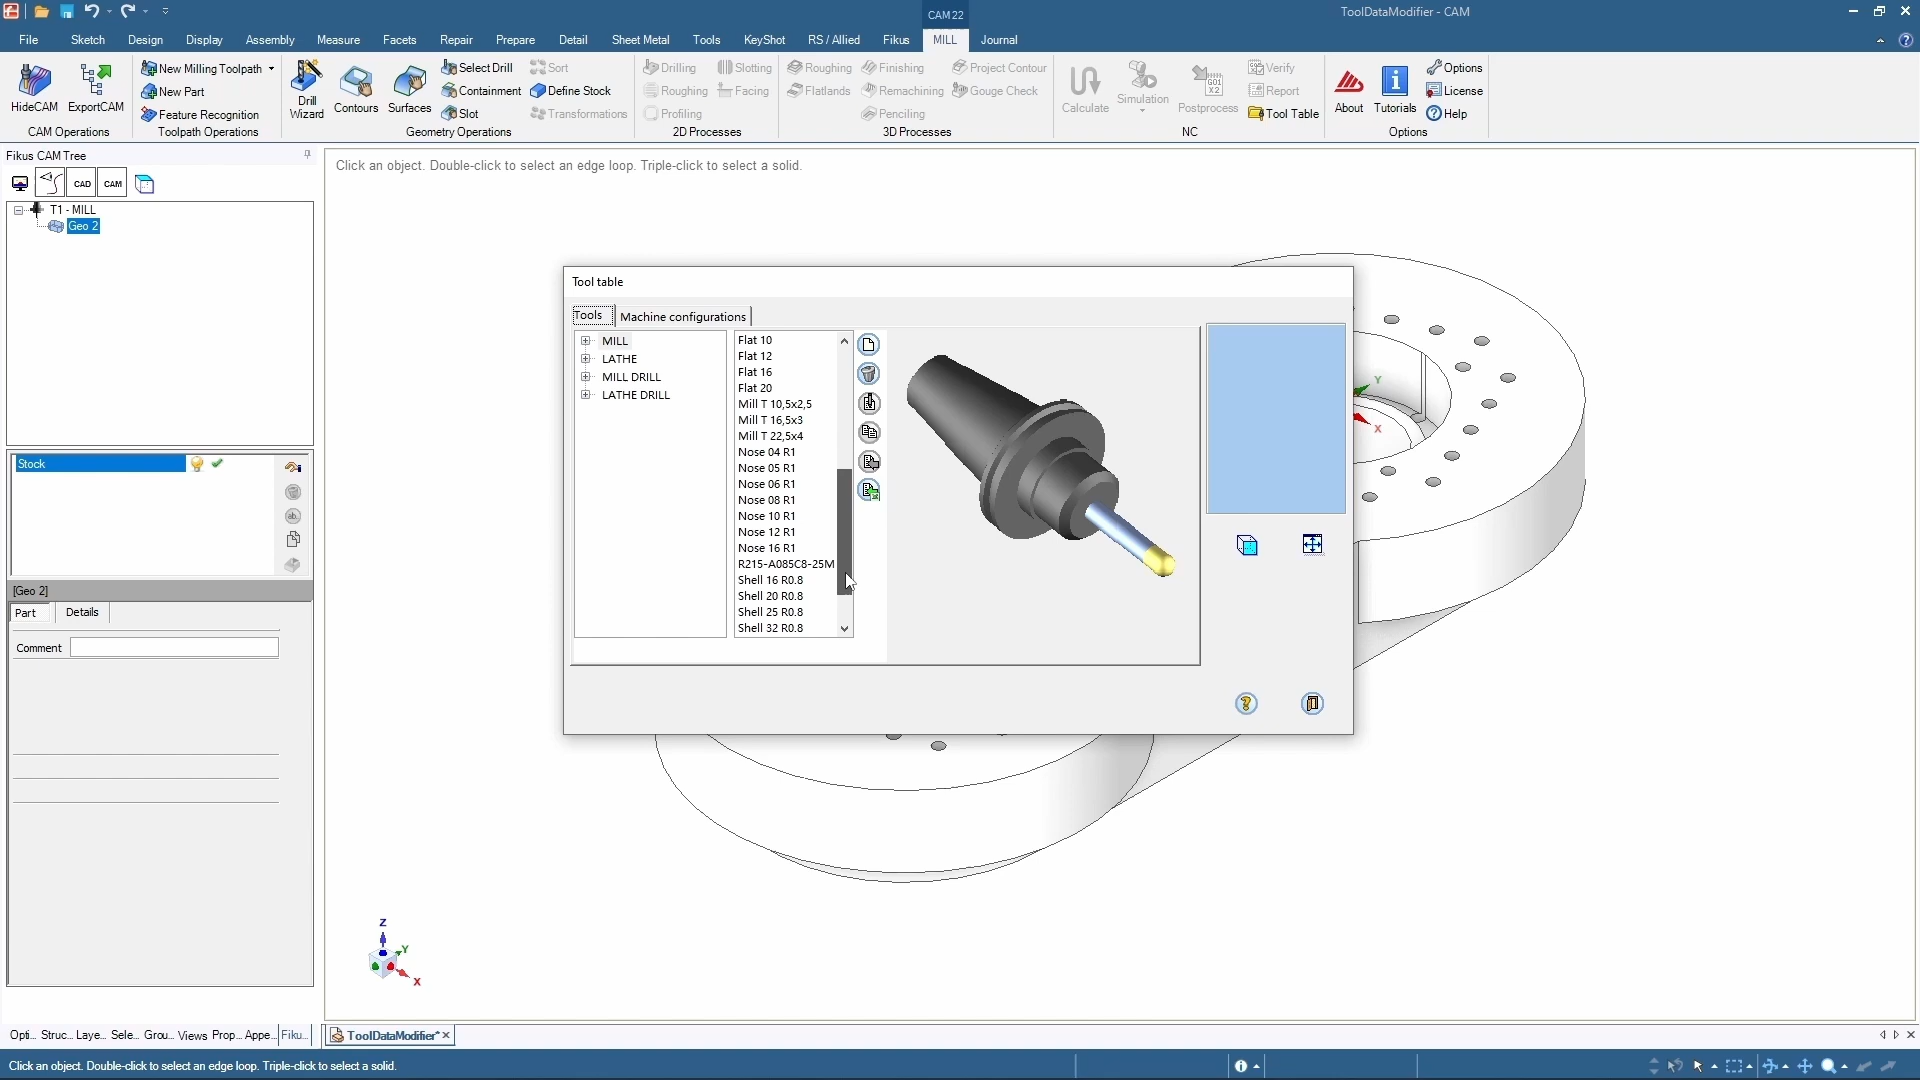 CAM 22
ToolDataModifier - CAM
File Sketch Design Display Assembly Measure Facets Repair Prepare Detail Sheet Metal Tools KeyShot RS / Allied Fikus MILL Journal
HideCAM
ExportCAM
CAM Operations
New Milling Toolpath
New Part
Feature Recognition
Toolpath Operations
Drill
Wizard
Contours
Surfaces
Select Drill
Containment
Slot
Sort
Define Stock
Transformations
Geometry Operations
Drilling
Roughing
Profiling
Slotting
Facing
2D Processes
Roughing
Flatlands
Finishing
Remachining
Penciling
Project Contour
Gouge Check
3D Processes
Calculate
Simulation
G01
X2
Postprocess
Verify
Report
Tool Table
NC
About
Tutorials
Options
License
Help
Options
Fikus CAM Tree
CAD
CAM
T1 - MILL
Geo 2
Stock
ab.
[Geo 2]
Part
Details
Comment
Click an object. Double-click to select an edge loop. Triple-click to select a solid.
Tool table
Tools
Machine configurations
MILL
LATHE
MILL DRILL
LATHE DRILL
Flat 10
Flat 12
Flat 16
Flat 20
Mill T 10,5x2,5
Mill T 16,5x3
Mill T 22,5x4
Nose 04 R1
Nose 05 R1
Nose 06 R1
Nose 08 R1
Nose 10 R1
Nose 12 R1
Nose 16 R1
R215-A085C8-25M
Shell 16 R0.8
Shell 20 R0.8
Shell 25 R0.8
Shell 32 R0.8
Y
X
Z
Y
X
Opti... Struc... Laye... Sele... Grou... Views Prop... Appe... Fiku...
ToolDataModifier*
Click an object. Double-click to select an edge loop. Triple-click to select a solid.